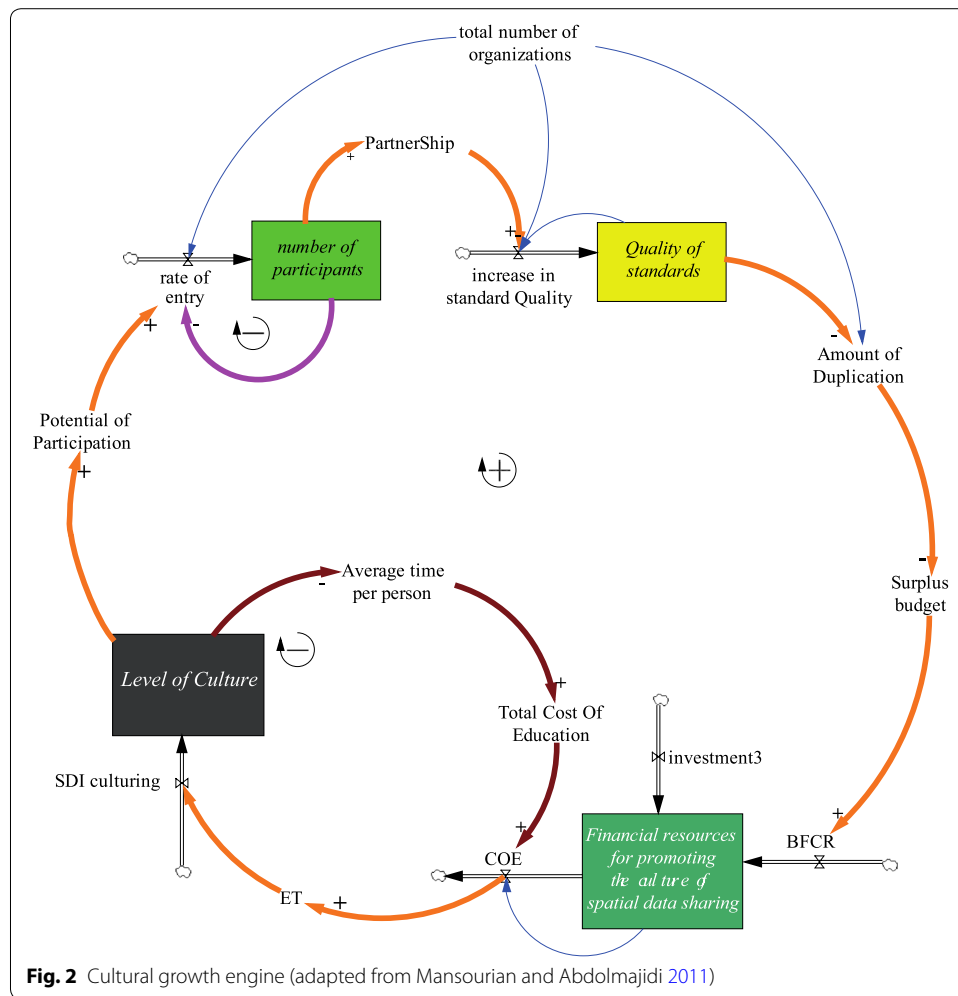 total number of
organizations
PartnerShip
+
number of
participants
rate of
entry
+
-
−
+-
increase in
standard Quality
Quality of
standards
-
Amount of
Duplication
Potential of
Participation
+
+
-
Surplus
budget
Average time
per person
-
−
Level of Culture
+
Total Cost Of
Education
investment3
SDI culturing
+
COE
Financial resources
for promoting
the culture of
spatial data sharing
+
BFCR
ET
+
Fig. 2 Cultural growth engine (adapted from Mansourian and Abdolmajidi 2011)